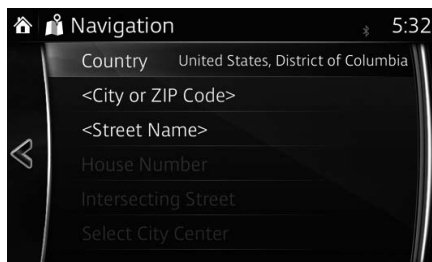 Navigation 5:32
Country United States, District of Columbia
<City or ZIP Code>
<Street Name>
House Number
Intersecting Street
Select City Center